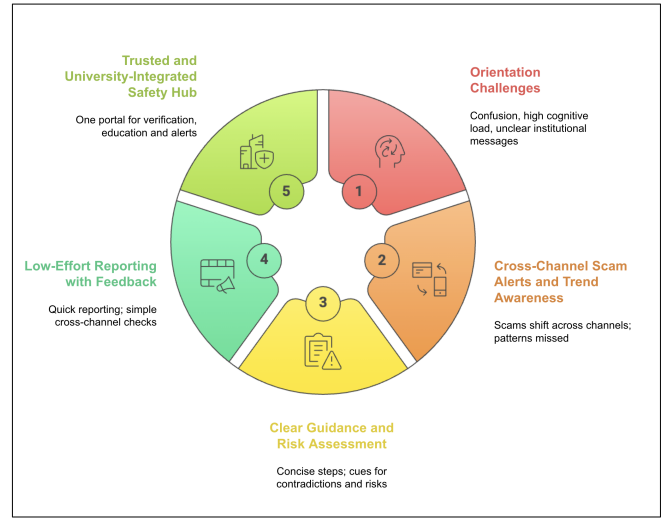 Orientation
Challenges
Confusion, high cognitive
load, unclear institutional
messages
1
Cross-Channel Scam
Alerts and Trend
Awareness
Scams shift across channels;
patterns missed
2
Clear Guidance and
Risk Assessment
Concise steps; cues for
contradictions and risks
3
Low-Effort Reporting
with Feedback
Quick reporting; simple
cross-channel checks
4
Trusted and
University-Integrated
Safety Hub
One portal for verification,
education and alerts
5